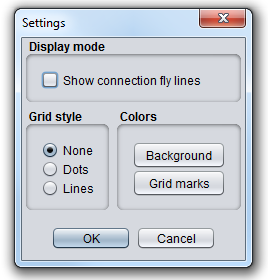 Settings
Display mode
Show connection fly lines
Grid style
None
Dots
Lines
Colors
Background
Grid marks
OK
Cancel